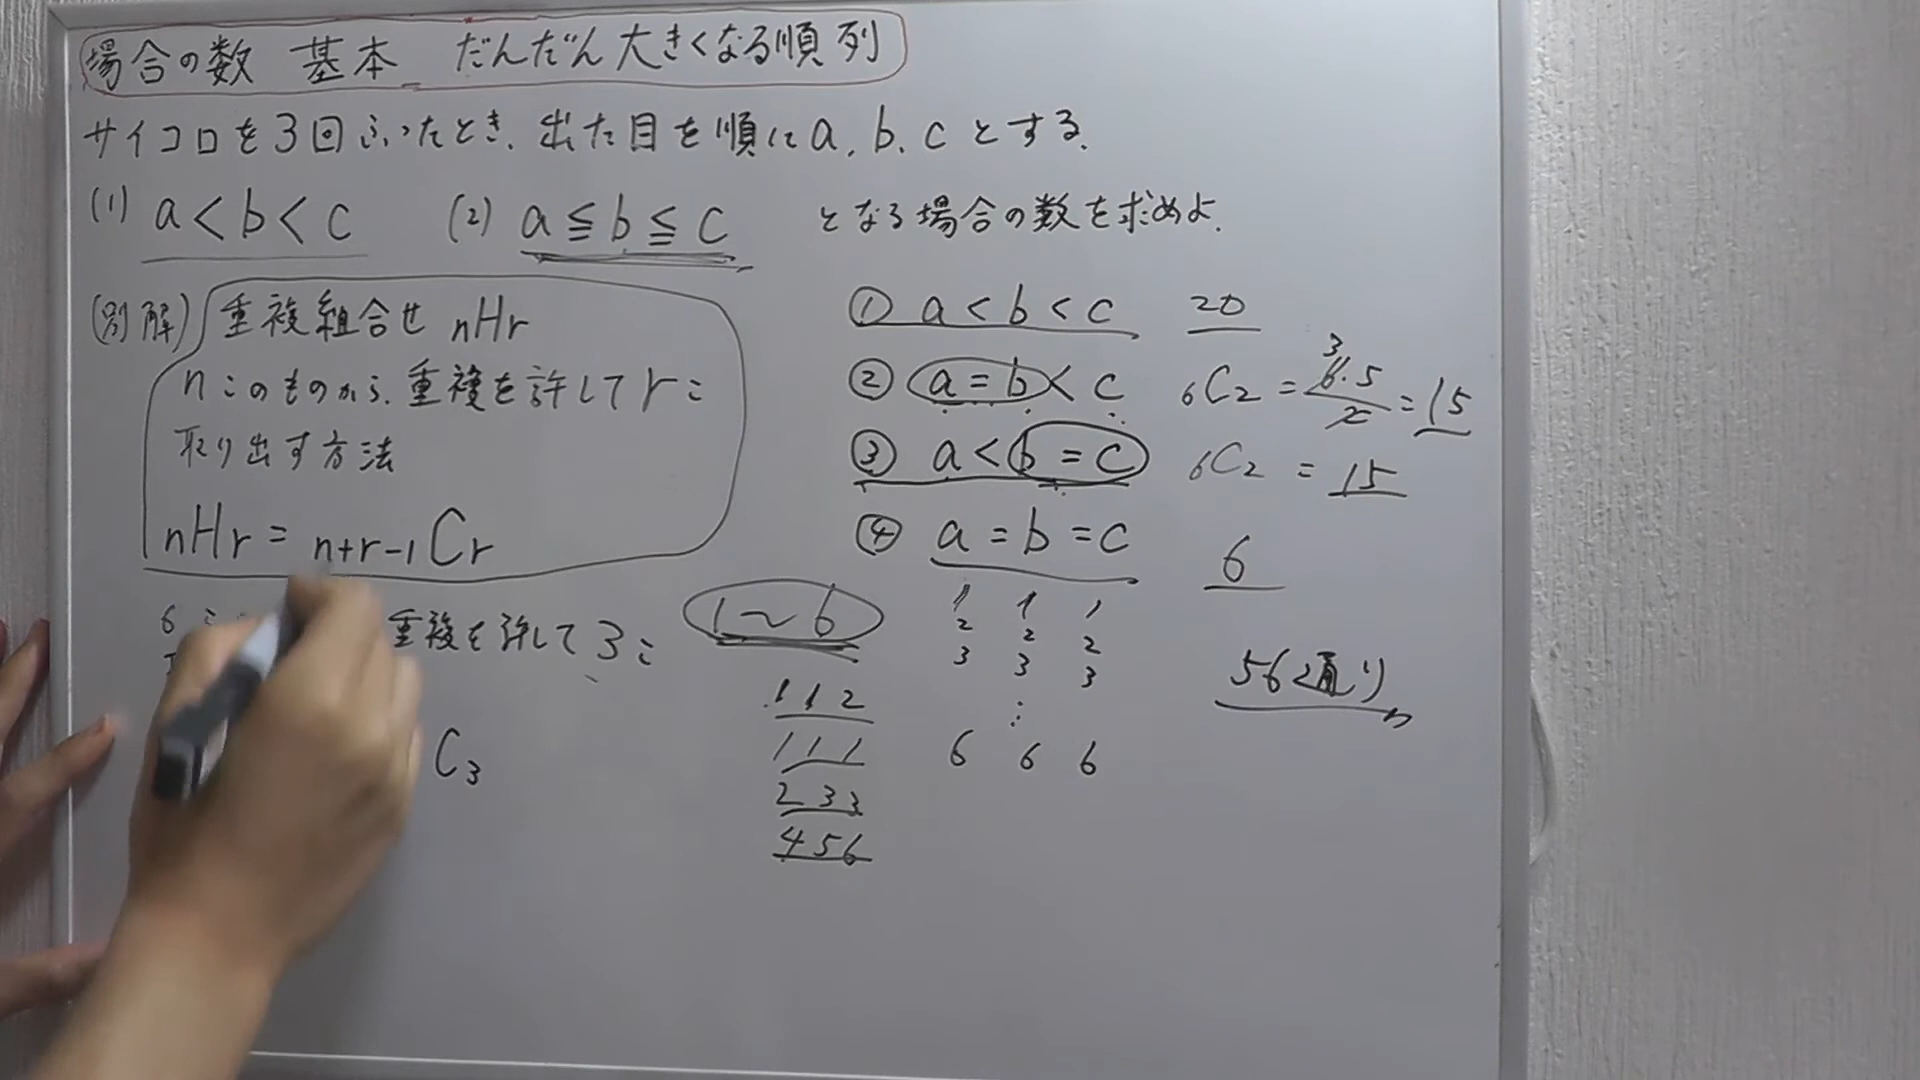 場合の数 基本 だんだん大きくなる順列
サイコロを3回ふったとき、出た目を順にa, b, cとする.
(1) a<b<c (2) a≦b≦c となる場合の数を求めよ.
(別解) 重複組合せ nHr
nこのものから、重複を許してrこ
取り出す方法
nHr = n+r-1Cr
6こ 重複を許して3こ
C3
① a<b<c 20
② a=b<c 6C2 = 6・5/2 = 15
3
③ a<b=c 6C2 = 15
④ a=b=c 6
1~6
1 1 1
2 2 2
3 3 3
⋮
6 6 6
112
111
233
456
56通り